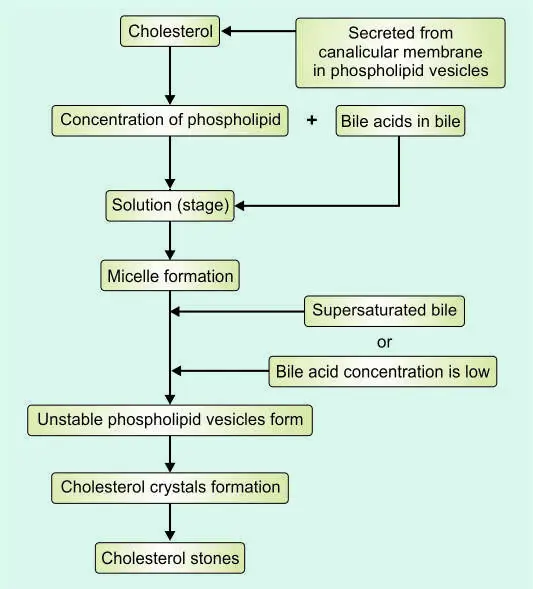 Cholesterol
Secreted from
canalicular membrane
in phospholipid vesicles
Concentration of phospholipid
+
Bile acids in bile
Solution (stage)
Micelle formation
Supersaturated bile
or
Bile acid concentration is low
Unstable phospholipid vesicles form
Cholesterol crystals formation
Cholesterol stones